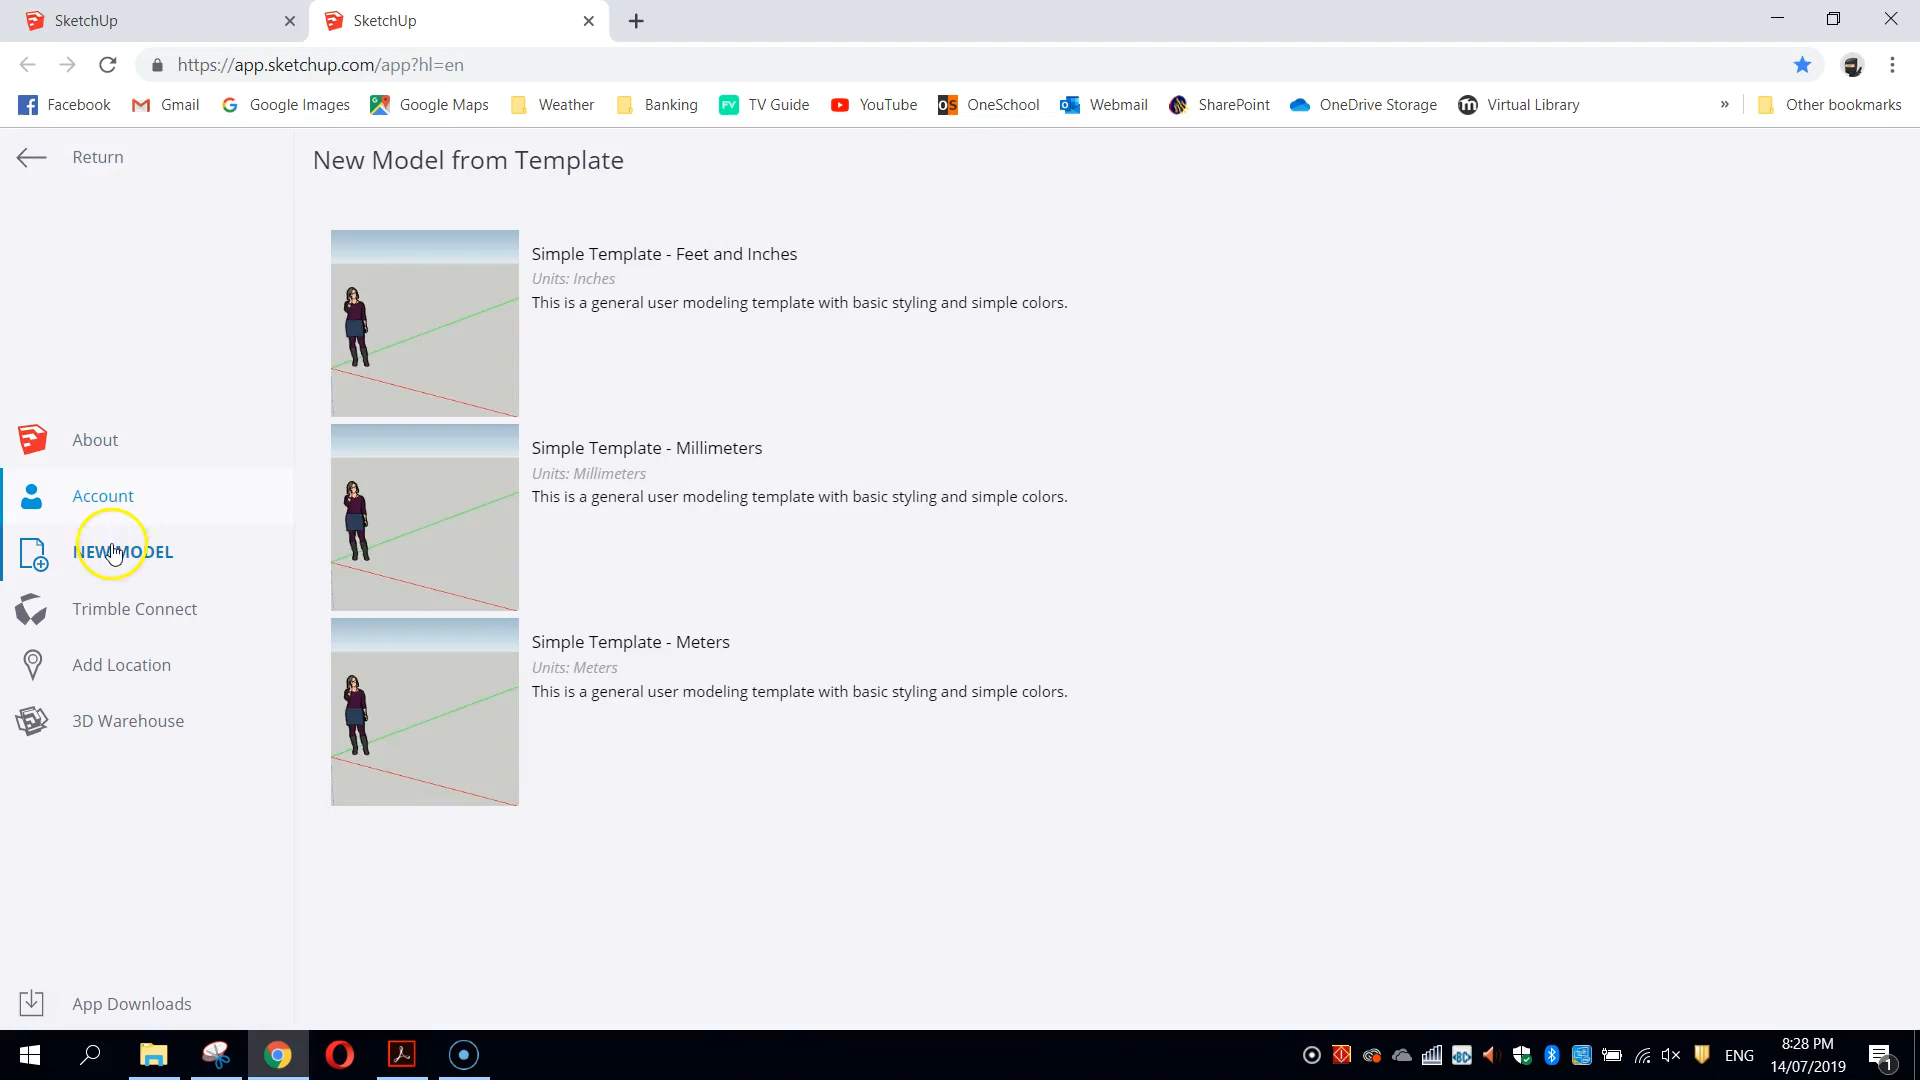 SketchUp
SketchUp
https://app.sketchup.com/app?hl=en
Facebook Gmail Google Images Google Maps Weather Banking TV Guide YouTube OneSchool Webmail SharePoint OneDrive Storage Virtual Library » Other bookmarks
Return
New Model from Template
Simple Template - Feet and Inches
Units: Inches
This is a general user modeling template with basic styling and simple colors.
About
Simple Template - Millimeters
Units: Millimeters
This is a general user modeling template with basic styling and simple colors.
Account
NEW MODEL
Trimble Connect
Simple Template - Meters
Units: Meters
This is a general user modeling template with basic styling and simple colors.
Add Location
3D Warehouse
App Downloads
ENG
8:28 PM
14/07/2019
1